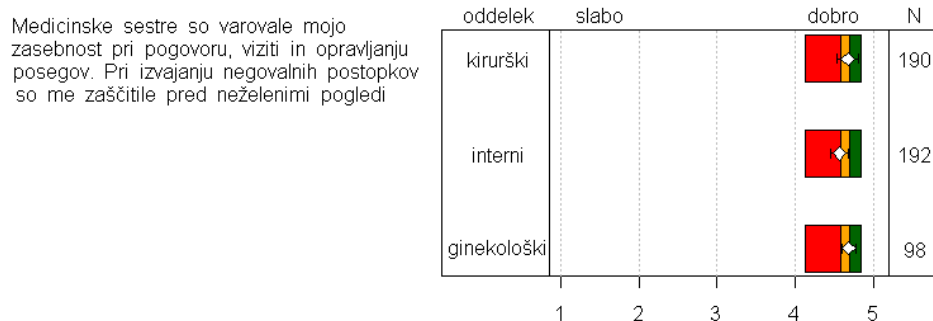 Medicinske sestre so varovale mojo
zasebnost pri pogovoru, viziti in opravljanju
posegov. Pri izvajanju negovalnih postopkov
so me zaščitile pred neželenimi pogledi
oddelek slabo dobro N
kirurški 190
interni 192
ginekološki 98
1 2 3 4 5